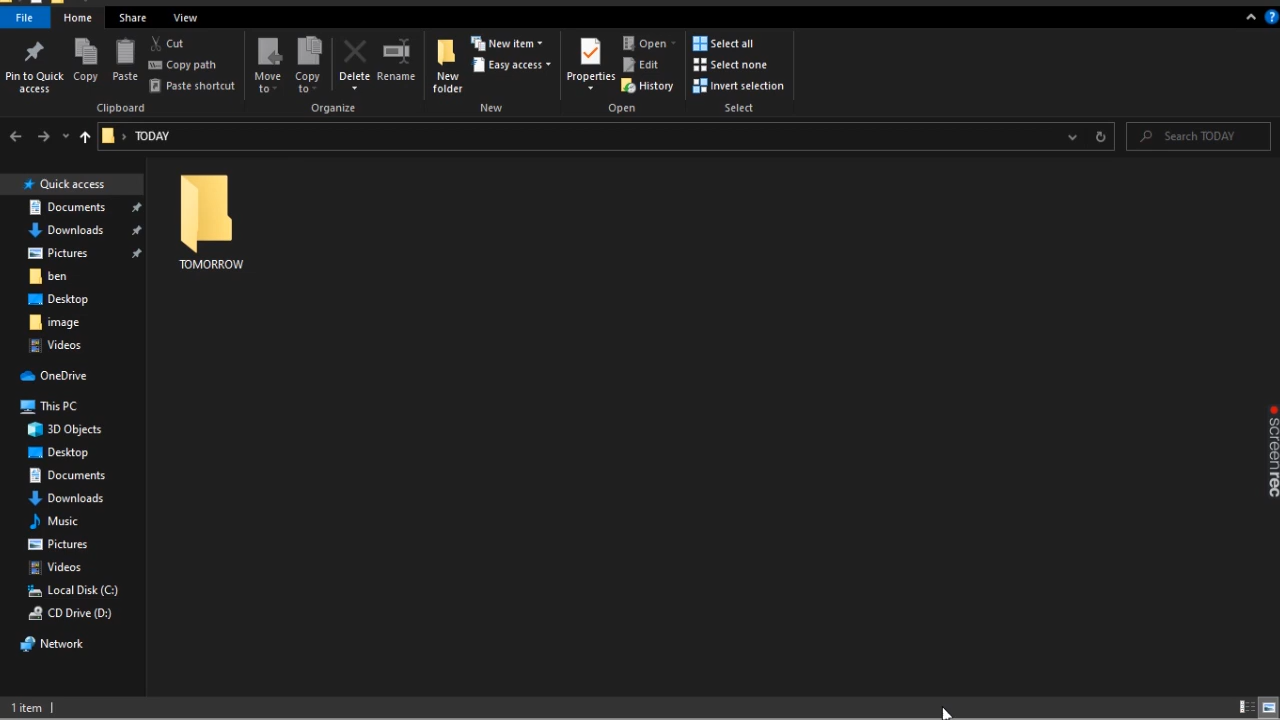 File Home Share View
Pin to Quick access
Copy
Paste
Cut
Copy path
Paste shortcut
Clipboard
Move to
Copy to
Delete
Rename
Organize
New folder
New item
Easy access
New
Properties
Open
Edit
History
Open
Select all
Select none
Invert selection
Select
TODAY
Search TODAY
Quick access
Documents
Downloads
Pictures
ben
Desktop
image
Videos
OneDrive
This PC
3D Objects
Desktop
Documents
Downloads
Music
Pictures
Videos
Local Disk (C:)
CD Drive (D:)
Network
TOMORROW
screenrec
1 item